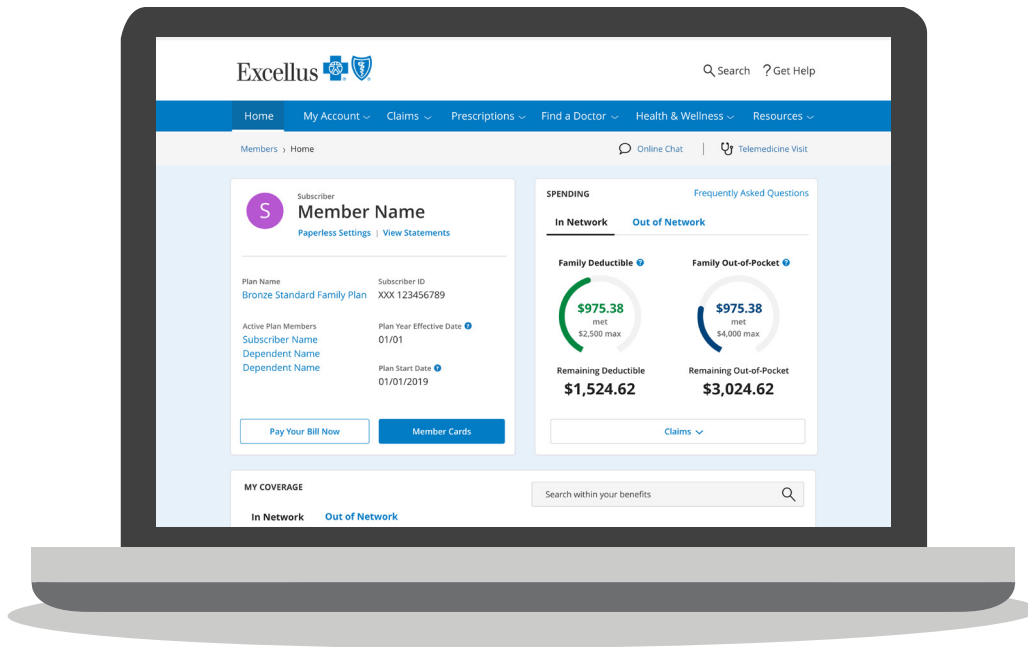 Excellus
Search ? Get Help
Home My Account Claims Prescriptions Find a Doctor Health & Wellness Resources
Members › Home
Online Chat | Telemedicine Visit
S
Subscriber
Member Name
Paperless Settings | View Statements
Plan Name
Bronze Standard Family Plan
Subscriber ID
XXX 123456789
Active Plan Members
Subscriber Name
Dependent Name
Dependent Name
Plan Year Effective Date ?
01/01
Plan Start Date ?
01/01/2019
Pay Your Bill Now
Member Cards
SPENDING
Frequently Asked Questions
In Network Out of Network
Family Deductible ?
$975.38
met
$2,500 max
Remaining Deductible
$1,524.62
Family Out-of-Pocket ?
$975.38
met
$4,000 max
Remaining Out-of-Pocket
$3,024.62
Claims
MY COVERAGE
Search within your benefits
In Network Out of Network